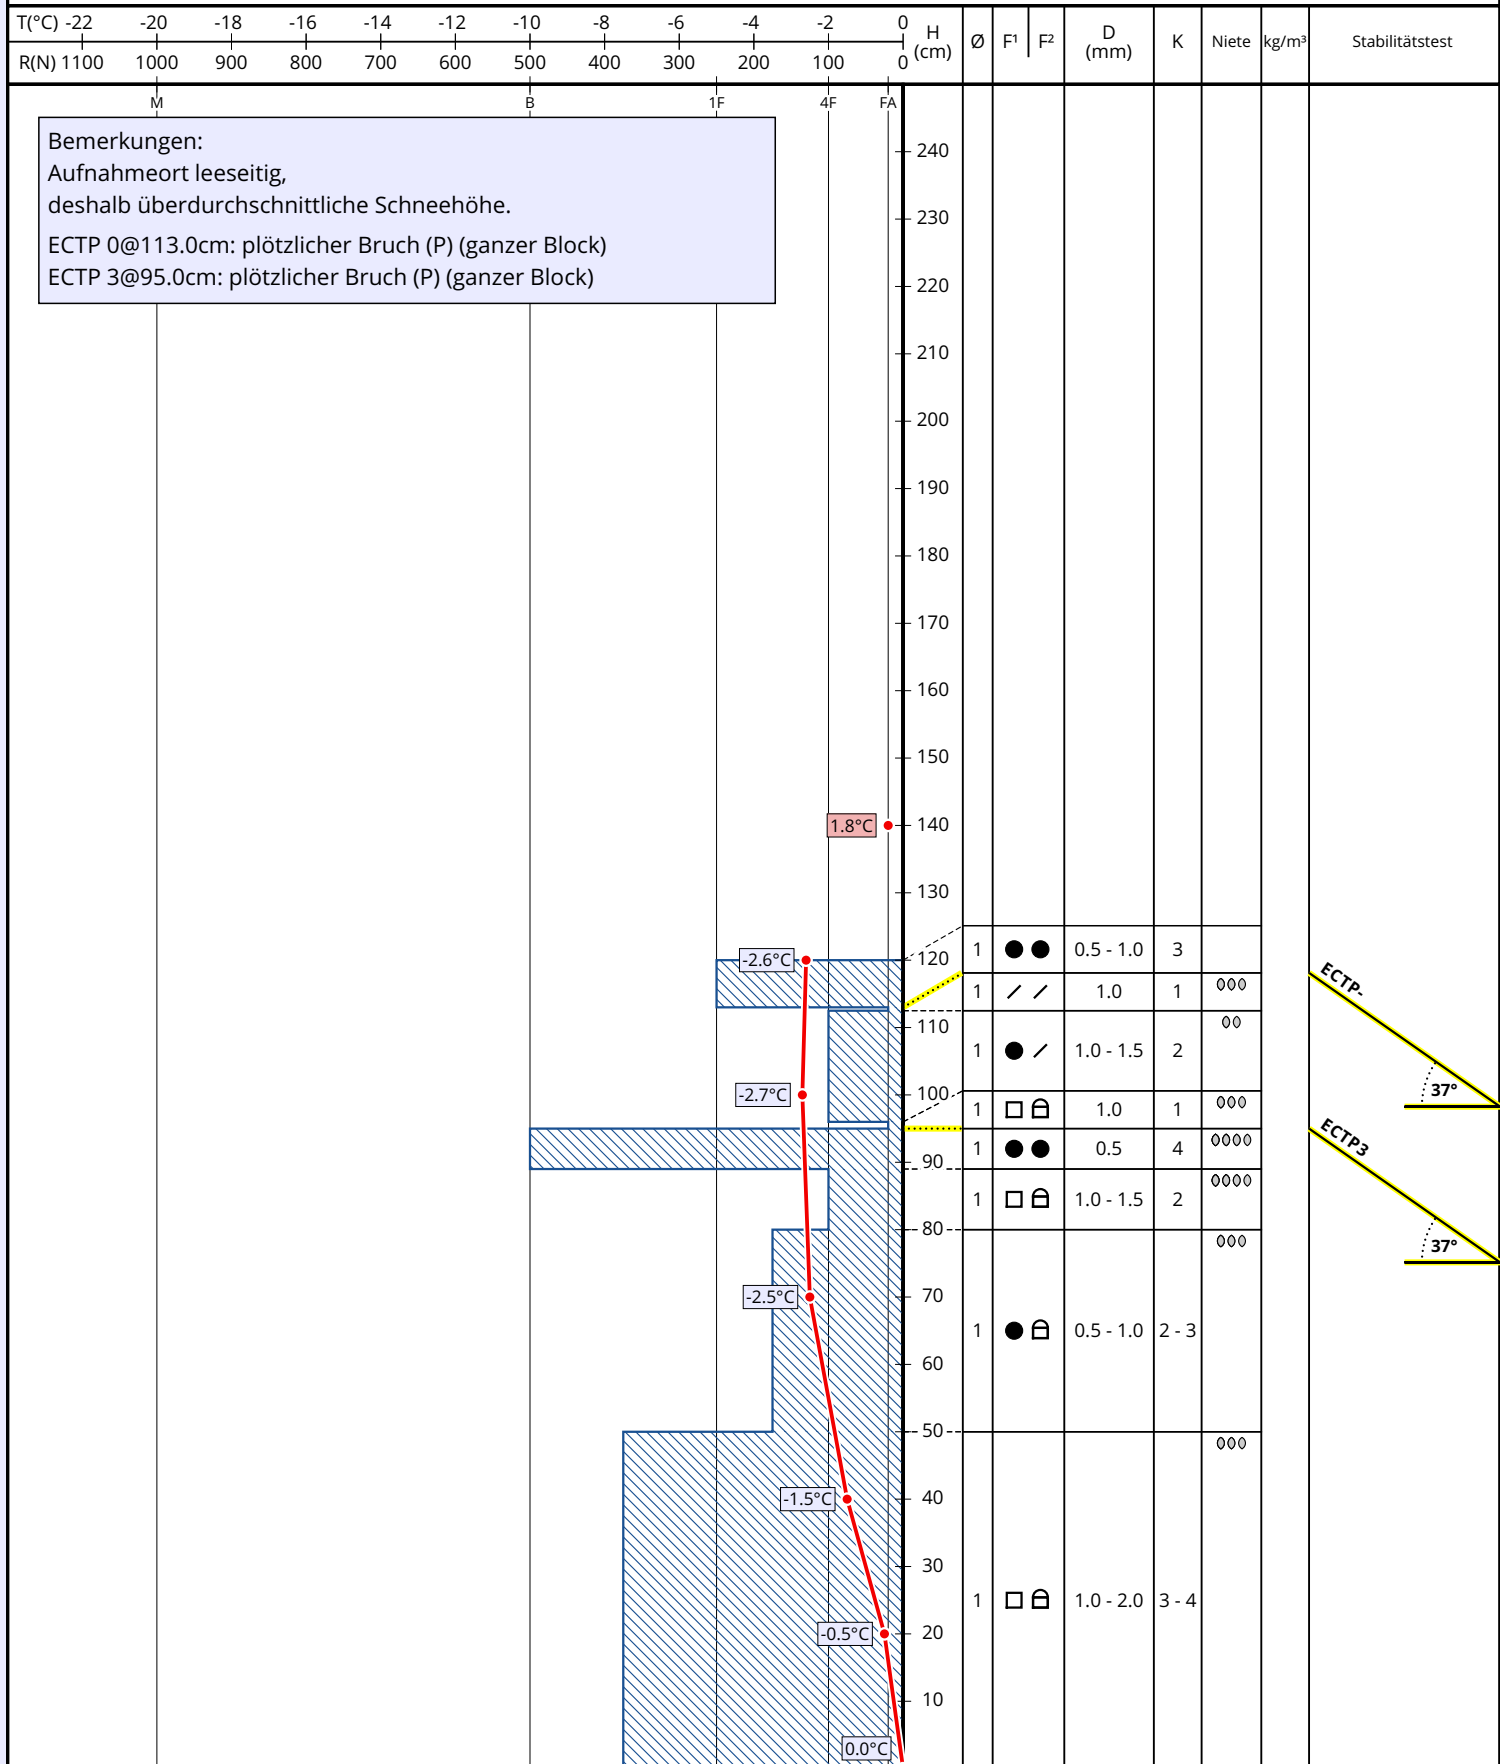 T(°C) -22 -20 -18 -16 -14 -12 -10 -8 -6 -4 -2 0
R(N) 1100 1000 900 800 700 600 500 400 300 200 100 0
H (cm) Ø F¹ F² D (mm) K Niete kg/m³ Stabilitätstest
M B 1F 4F FA
Bemerkungen:
Aufnahmeort leeseitig,
deshalb überdurchschnittliche Schneehöhe.
ECTP 0@113.0cm: plötzlicher Bruch (P) (ganzer Block)
ECTP 3@95.0cm: plötzlicher Bruch (P) (ganzer Block)
240
230
220
210
200
190
180
170
160
150
1.8°C 140
130
1 0.5 - 1.0 3
-2.6°C 120
ECTP-
1 1.0 1
110
1 1.0 - 1.5 2
37°
-2.7°C 100
1 1.0 1
ECTP3
1 0.5 4
90
1 1.0 - 1.5 2
80
37°
-2.5°C 70
1 0.5 - 1.0 2 - 3
60
50
-1.5°C 40
30
1 1.0 - 2.0 3 - 4
-0.5°C 20
10
0.0°C